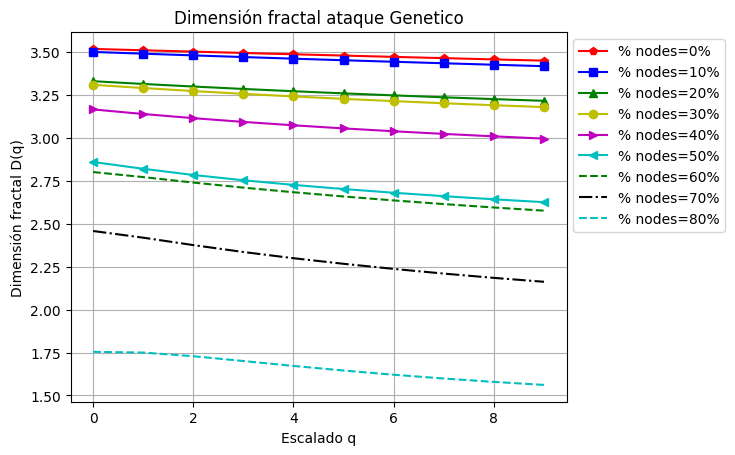 Dimensión fractal ataque Genetico
Dimensión fractal D(q)
3.50
3.25
3.00
2.75
2.50
2.25
2.00
1.75
1.50
0
2
4
6
8
Escalado q
% nodes=0%
% nodes=10%
% nodes=20%
% nodes=30%
% nodes=40%
% nodes=50%
% nodes=60%
% nodes=70%
% nodes=80%